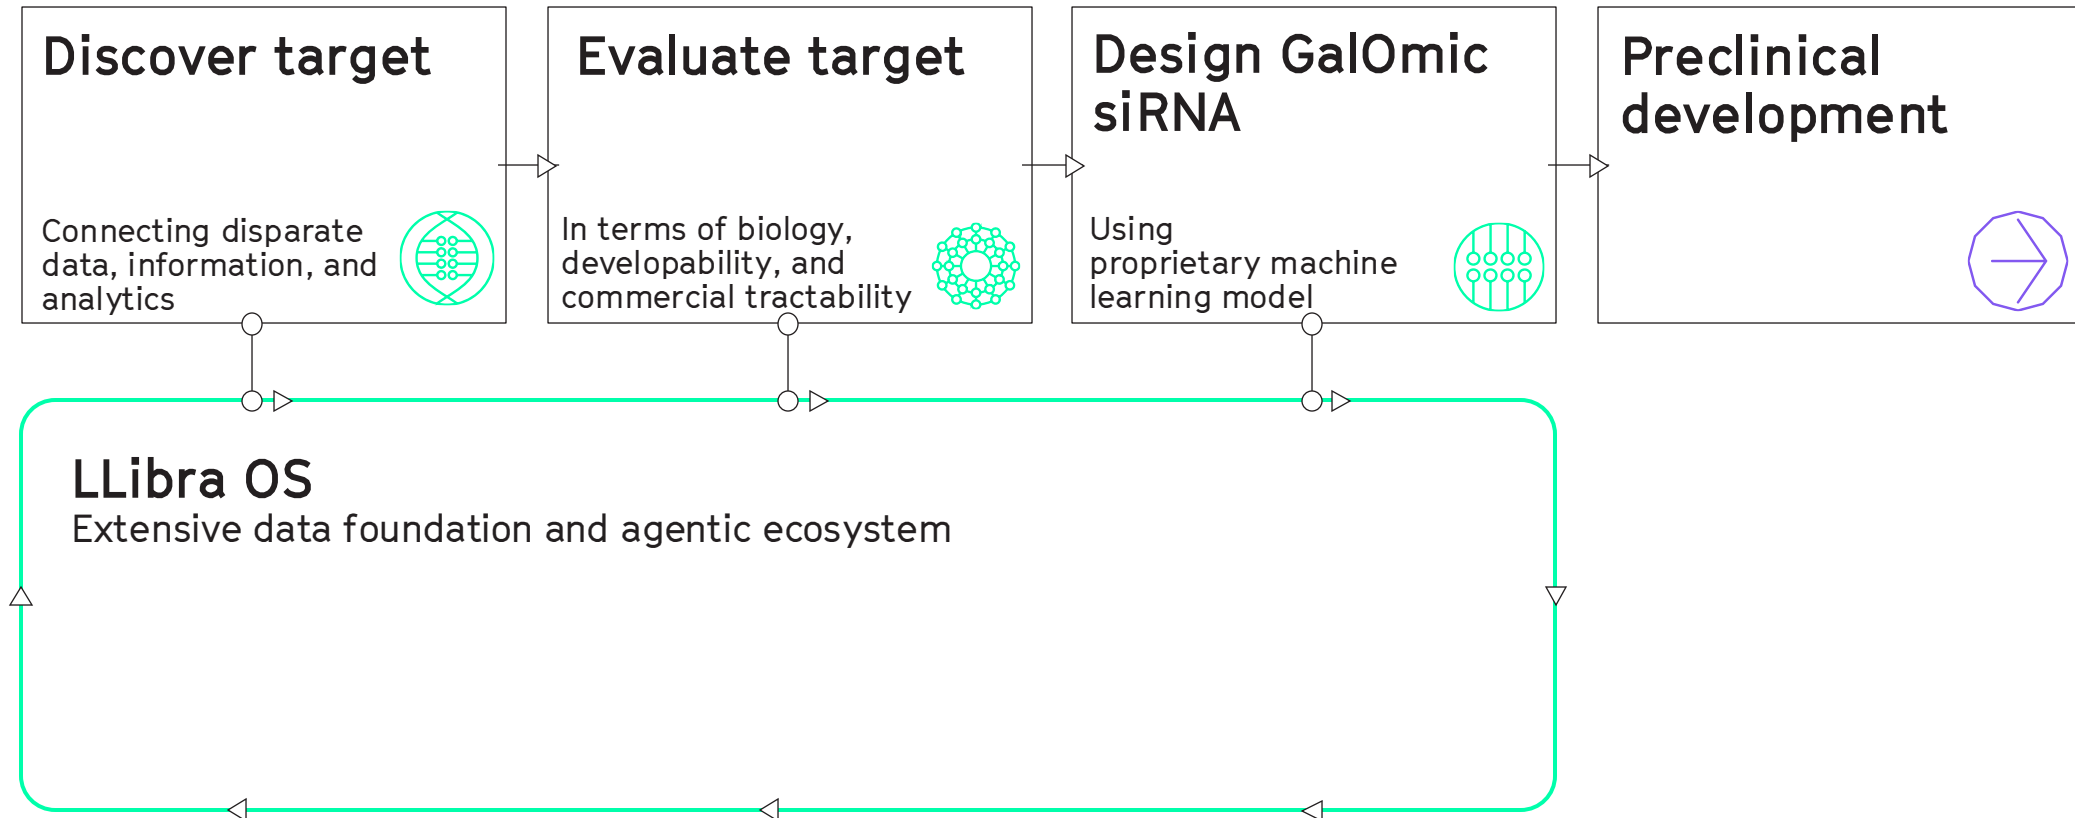 Discover target
Connecting disparate
data, information, and
analytics
Evaluate target
In terms of biology,
developability, and
commercial tractability
Design GalOmic
siRNA
Using
proprietary machine
learning model
Preclinical
development
LLibra OS
Extensive data foundation and agentic ecosystem